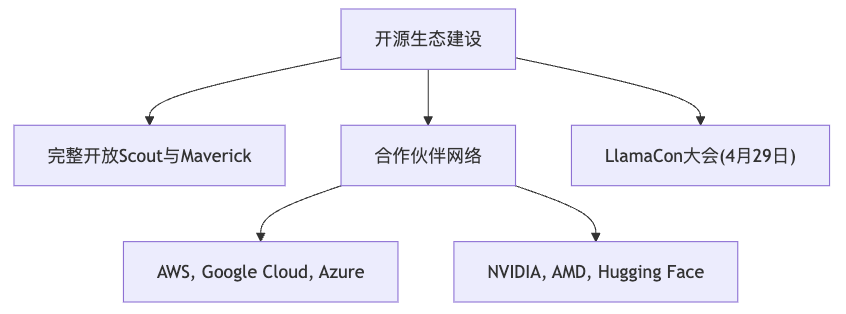 开源生态建设
完整开放Scout与Maverick
合作伙伴网络
LlamaCon大会(4月29日)
AWS, Google Cloud, Azure
NVIDIA, AMD, Hugging Face